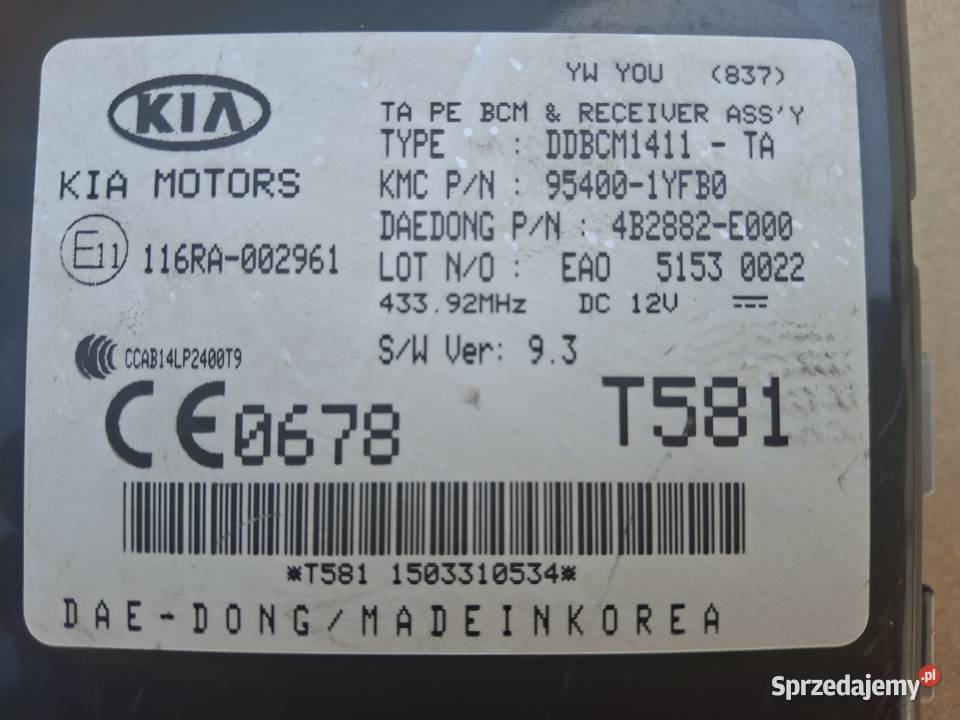 YW YOU (837)
KIA
TA PE BCM & RECEIVER ASS'Y
TYPE : DDBCM1411 - TA
KIA MOTORS
KMC P/N : 95400-1YFB0
DAEDONG P/N : 4B2882-E000
E11 116RA-002961
LOT N/O : EAO 5153 0022
433.92MHz DC 12V
S/W Ver: 9.3
CCAB14LP2400T9
CE0678
T581
*T581 1503310534*
DAE-DONG/MADEINKOREA
Sprzedajemy.pl